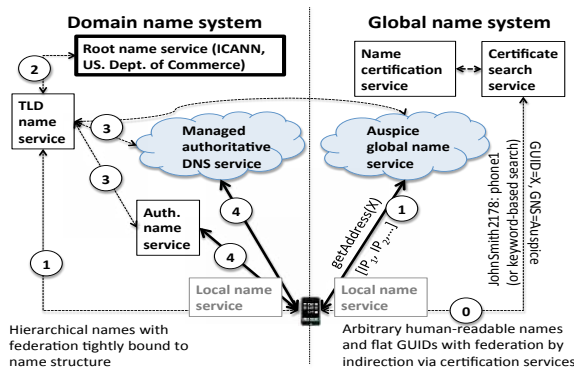 Domain name system
Global name system
Root name service (ICANN,
US. Dept. of Commerce)
Name
certification
service
Certificate
search
service
2
TLD
name
service
3
Managed
authoritative
DNS service
Auspice
global name
service
3
Auth.
name
service
4
4
1
1
getAddress(X)
[IP1, IP2,...]
JohnSmith2178: phone1
(or keyword-based search)
GUID=X, GNS=Auspice
Local name
service
Local name
service
0
Hierarchical names with
federation tightly bound to
name structure
Arbitrary human-readable names
and flat GUIDs with federation by
indirection via certification services